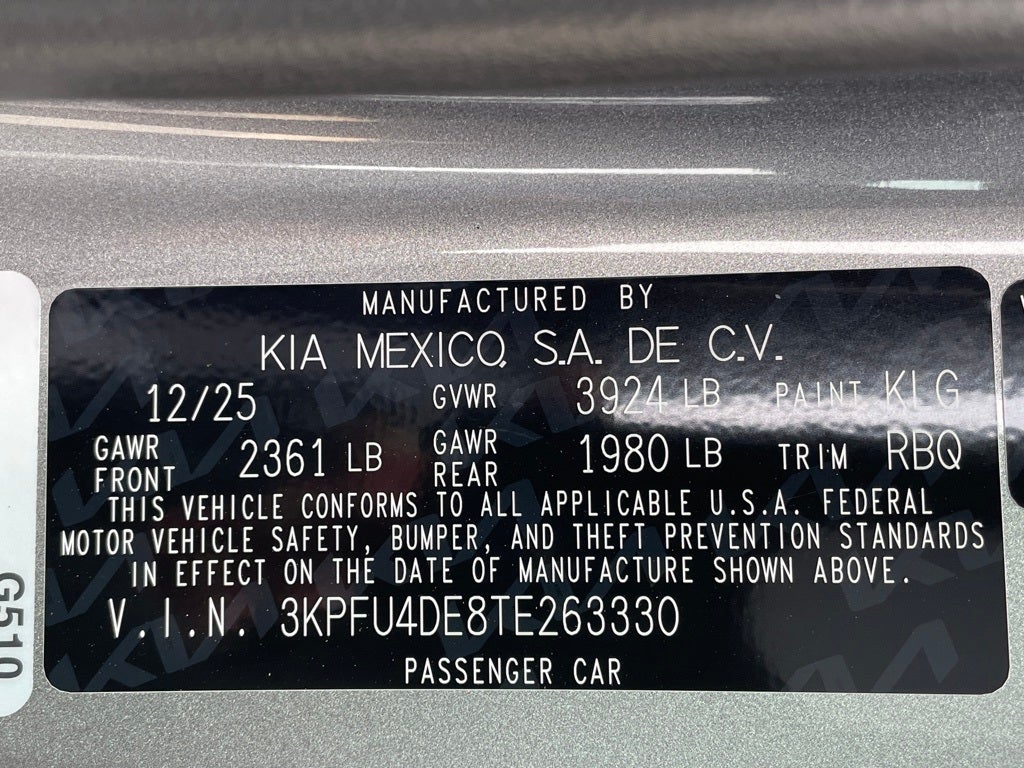 MANUFACTURED BY
KIA MEXICO, S.A. DE C.V.
12/25 GVWR 3924 LB PAINT KLG
GAWR FRONT 2361 LB GAWR REAR 1980 LB TRIM RBQ
THIS VEHICLE CONFORMS TO ALL APPLICABLE U.S.A. FEDERAL
MOTOR VEHICLE SAFETY, BUMPER, AND THEFT PREVENTION STANDARDS
IN EFFECT ON THE DATE OF MANUFACTURE SHOWN ABOVE.
V.I.N. 3KPFU4DE8TE263330
PASSENGER CAR
G510